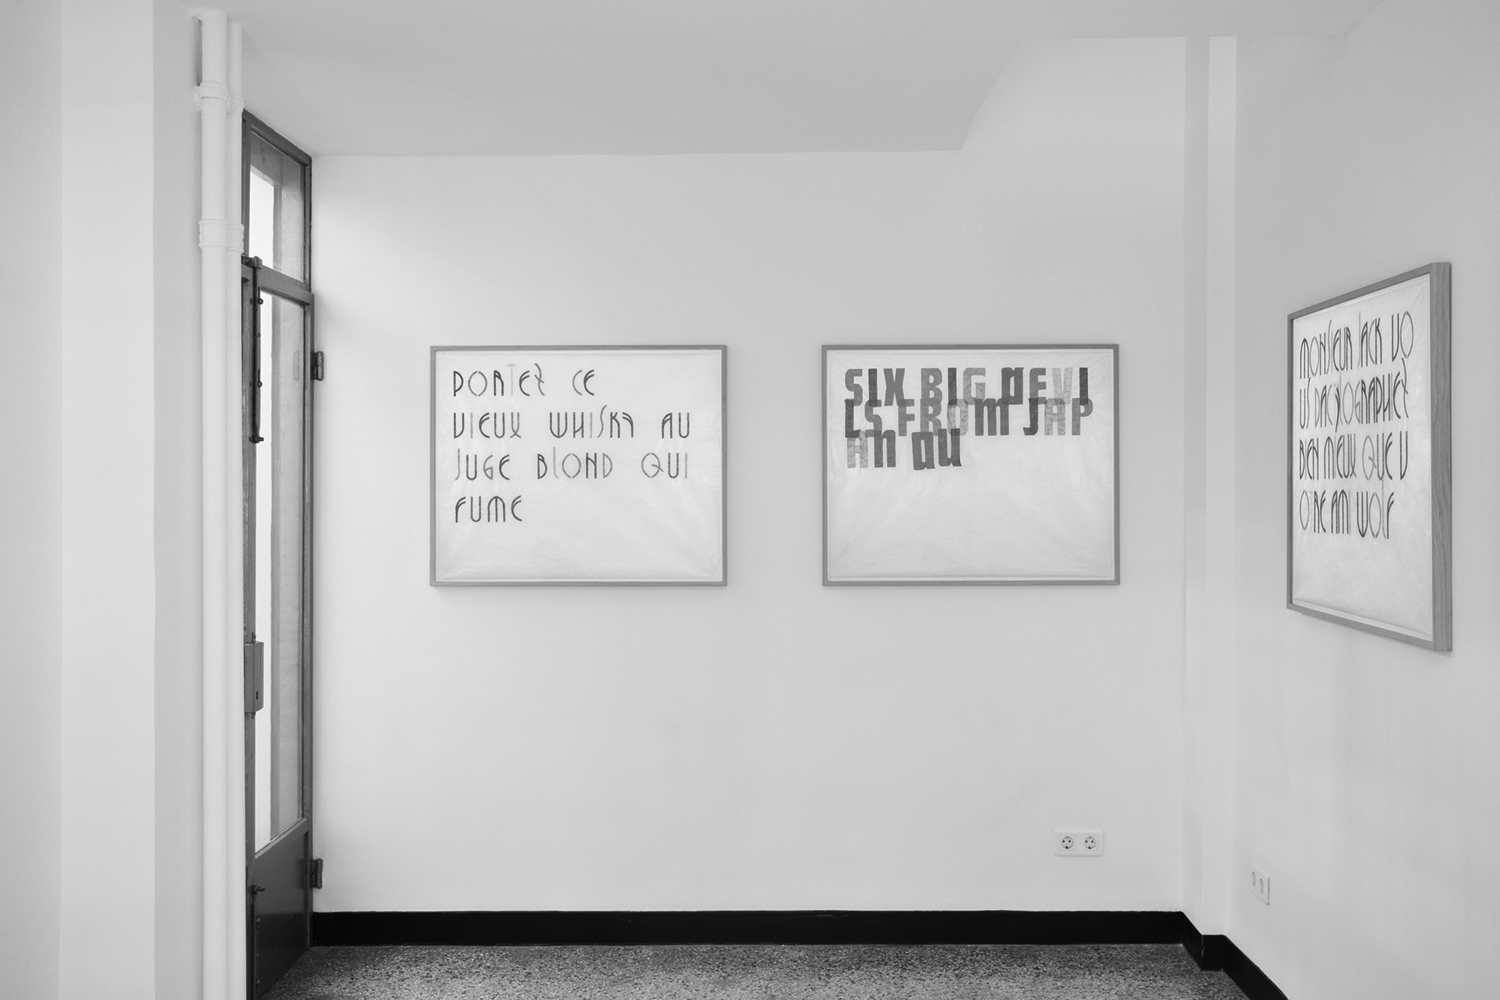 PORTEZ CE
VIEUX WHISKY AU
JUGE BLOND QUI
FUME
SIX BIG DEVI
LS FROM JAP
AN QU
MONSIEUR JACK VO
US DACTYLOGRAPHIEZ
BIEN MIEUX QUE V
OTRE AMI WOLF